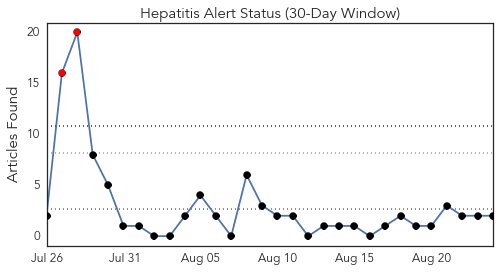 Hepatitis Alert Status (30-Day Window)
Articles Found
20
15
10
5
0
Jul 26 Jul 31 Aug 05 Aug 10 Aug 15 Aug 20